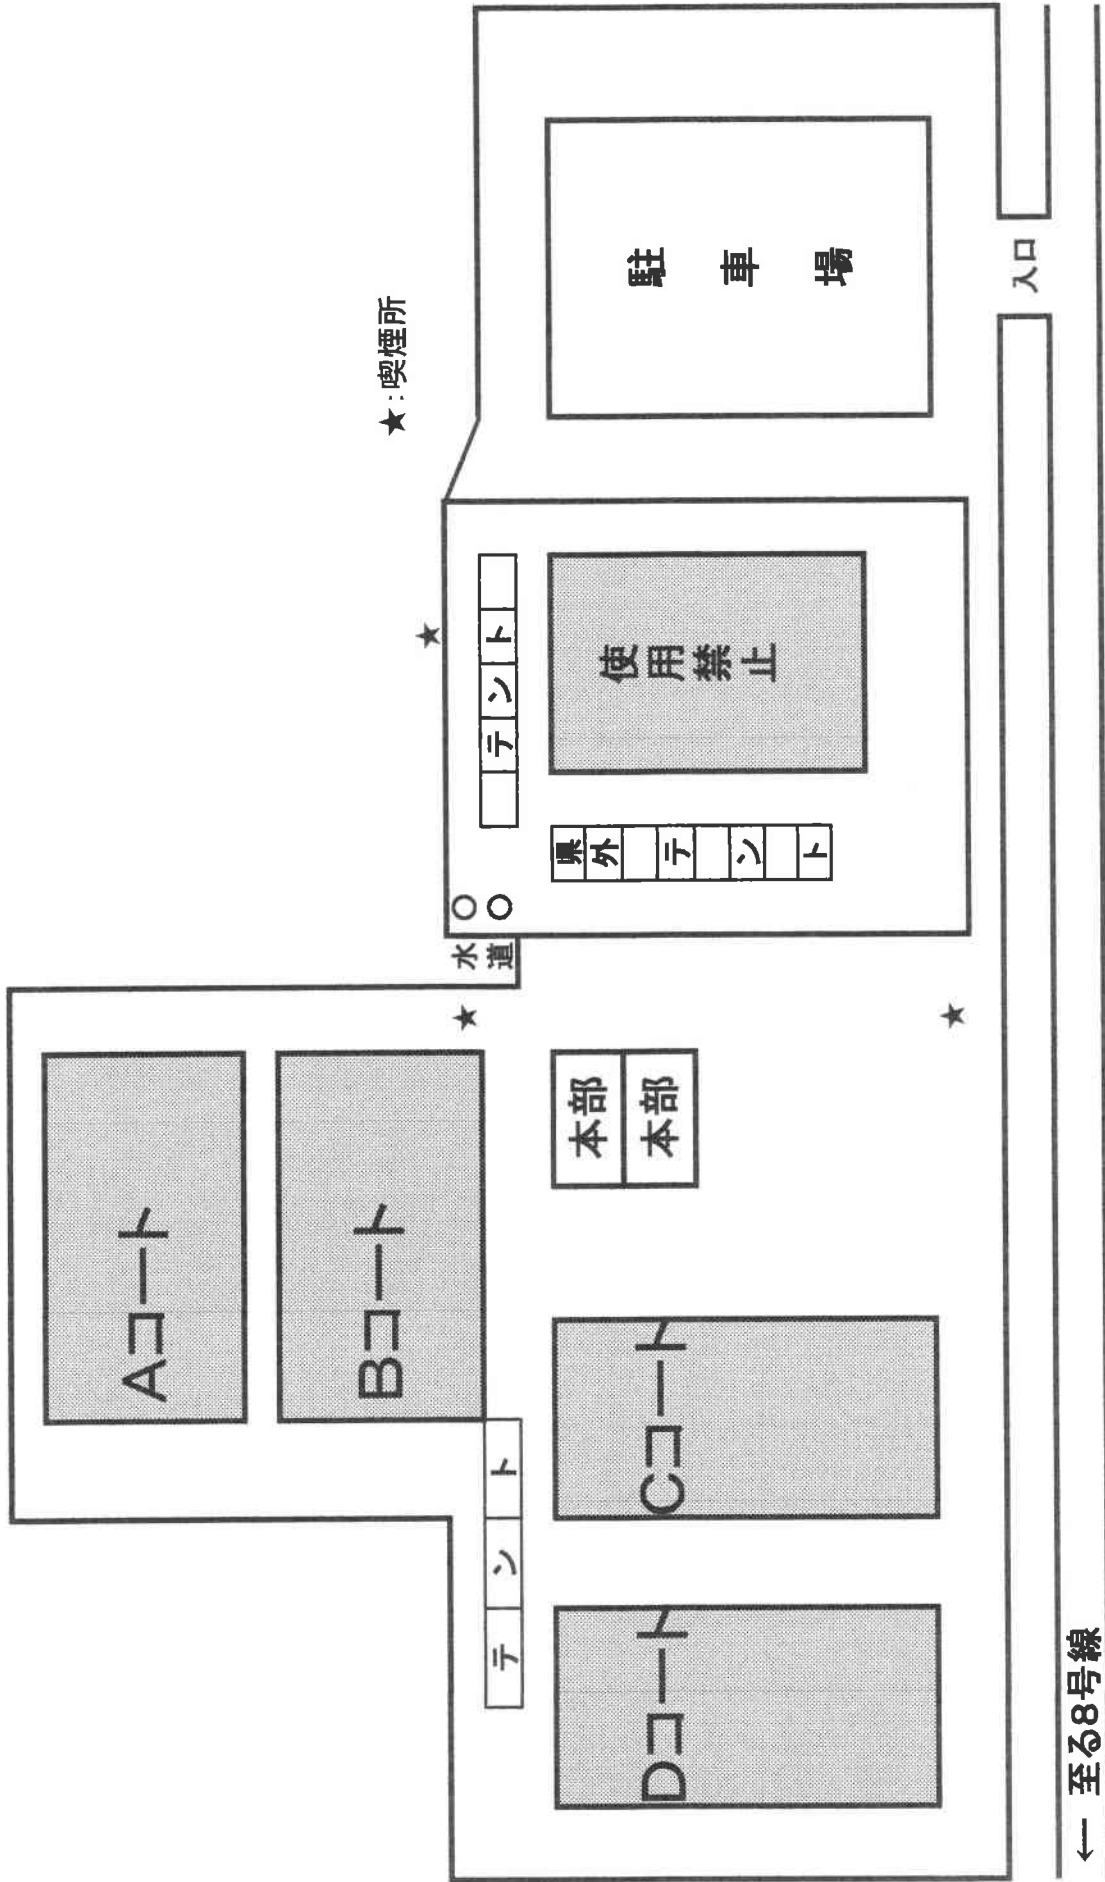 ★:喫煙所
Aコート
Bコート
水道
テント
テント
本部
本部
県外テント
使用禁止
駐車場
Cコート
Dコート
入口
← 至る8号線